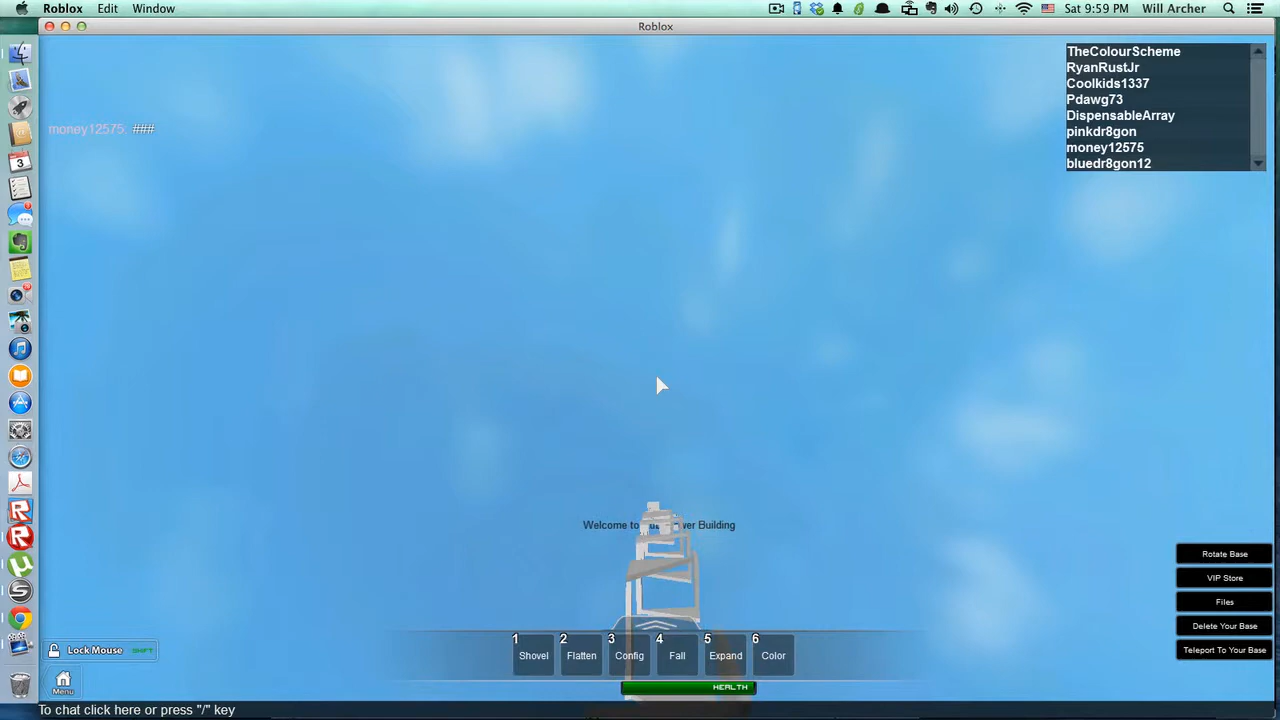 Roblox Edit Window
Sat 9:59 PM Will Archer
Roblox
TheColourScheme
RyanRustJr
Coolkids1337
Pdawg73
DispensableArray
pinkdr8gon
money12575
bluedr8gon12
money12575: ###
3
Welcome to Building
Rotate Base
VIP Store
Files
Delete Your Base
Teleport To Your Base
1 2 3 4 5 6
Shovel Flatten Config Fall Expand Color
Lock Mouse SHIFT
HEALTH
Menu
To chat click here or press "/" key